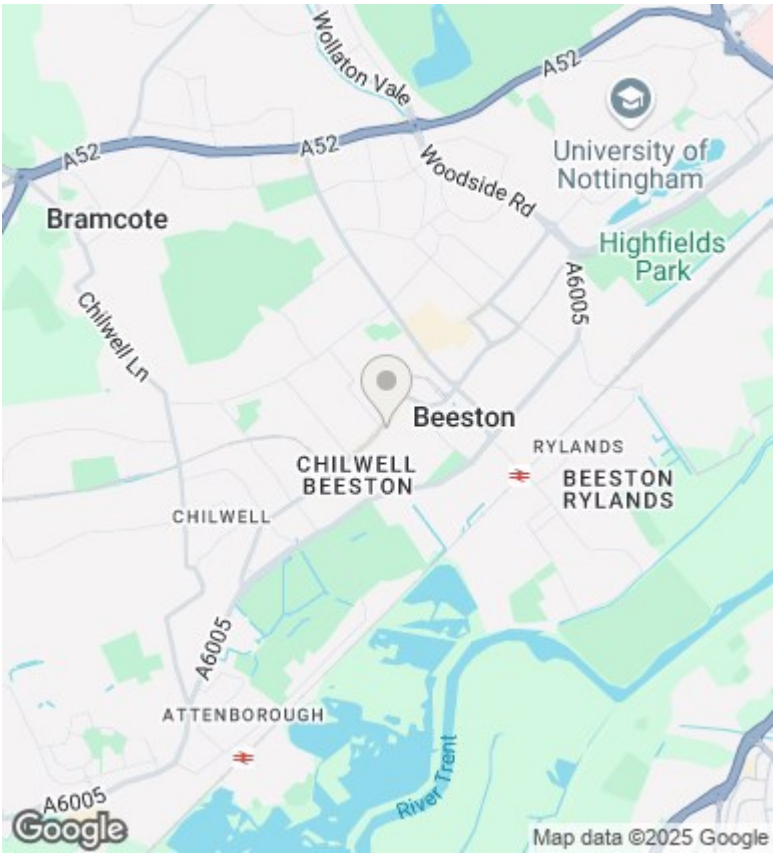 Wollaton Vale
A52
A52
A52
University of
Nottingham
Woodside Rd
Bramcote
Highfields
Park
A6005
Chilwell Ln
Beeston
CHILWELL
BEESTON
RYLANDS
BEESTON
RYLANDS
CHILWELL
A6005
ATTENBOROUGH
River Trent
A6005
Google
Map data ©2025 Google